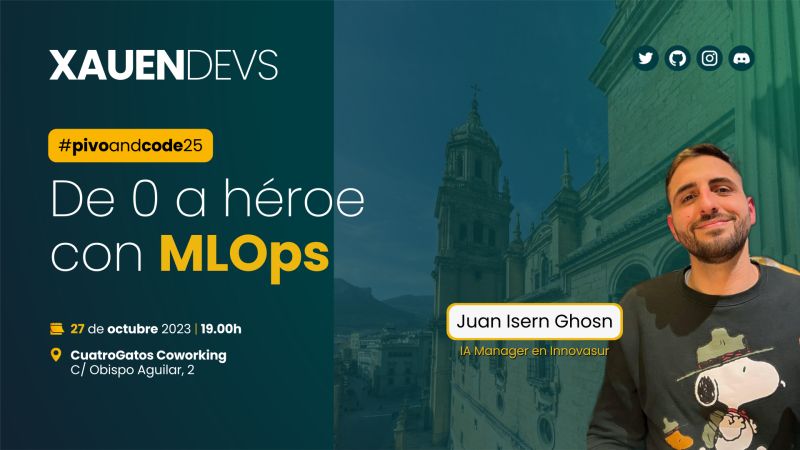 XAUENDEVS
#pivoandcode25
De 0 a héroe
con MLOps
27 de octubre 2023 | 19.00h
CuatroGatos Coworking
C/ Obispo Aguilar, 2
Juan Isern Ghosn
IA Manager en Innovasur